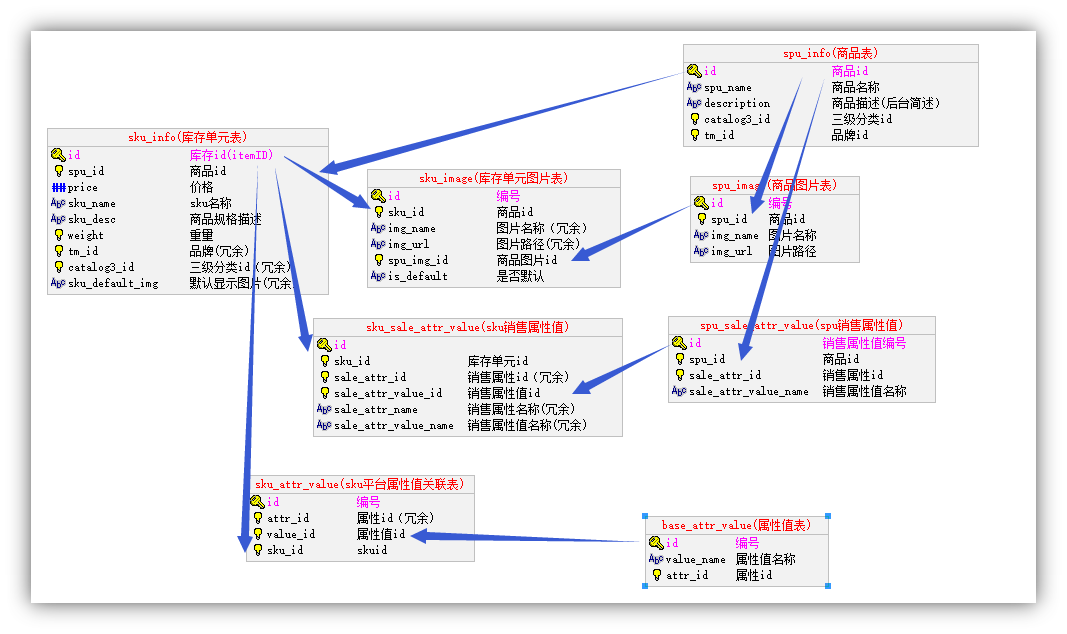 spu_info(商品表)
id 商品id
spu_name 商品名称
description 商品描述(后台简述)
catalog3_id 三级分类id
tm_id 品牌id
sku_info(库存单元表)
id 库存id(itemID)
spu_id 商品id
price 价格
sku_name sku名称
sku_desc 商品规格描述
weight 重量
tm_id 品牌(冗余)
catalog3_id 三级分类id(冗余)
sku_default_img 默认显示图片(冗余
sku_image(库存单元图片表)
id 编号
sku_id 商品id
img_name 图片名称(冗余)
img_url 图片路径(冗余)
spu_img_id 商品图片id
is_default 是否默认
spu_image(商品图片表)
id 编号
spu_id 商品id
img_name 图片名称
img_url 图片路径
sku_sale_attr_value(sku销售属性值)
id
sku_id 库存单元id
sale_attr_id 销售属性id(冗余)
sale_attr_value_id 销售属性值id
sale_attr_name 销售属性名称(冗余)
sale_attr_value_name 销售属性值名称(冗余)
spu_sale_attr_value(spu销售属性值)
id 销售属性值编号
spu_id 商品id
sale_attr_id 销售属性id
sale_attr_value_name 销售属性值名称
sku_attr_value(sku平台属性值关联表)
id 编号
attr_id 属性id(冗余)
value_id 属性值id
sku_id skuid
base_attr_value(属性值表)
id 编号
value_name 属性值名称
attr_id 属性id